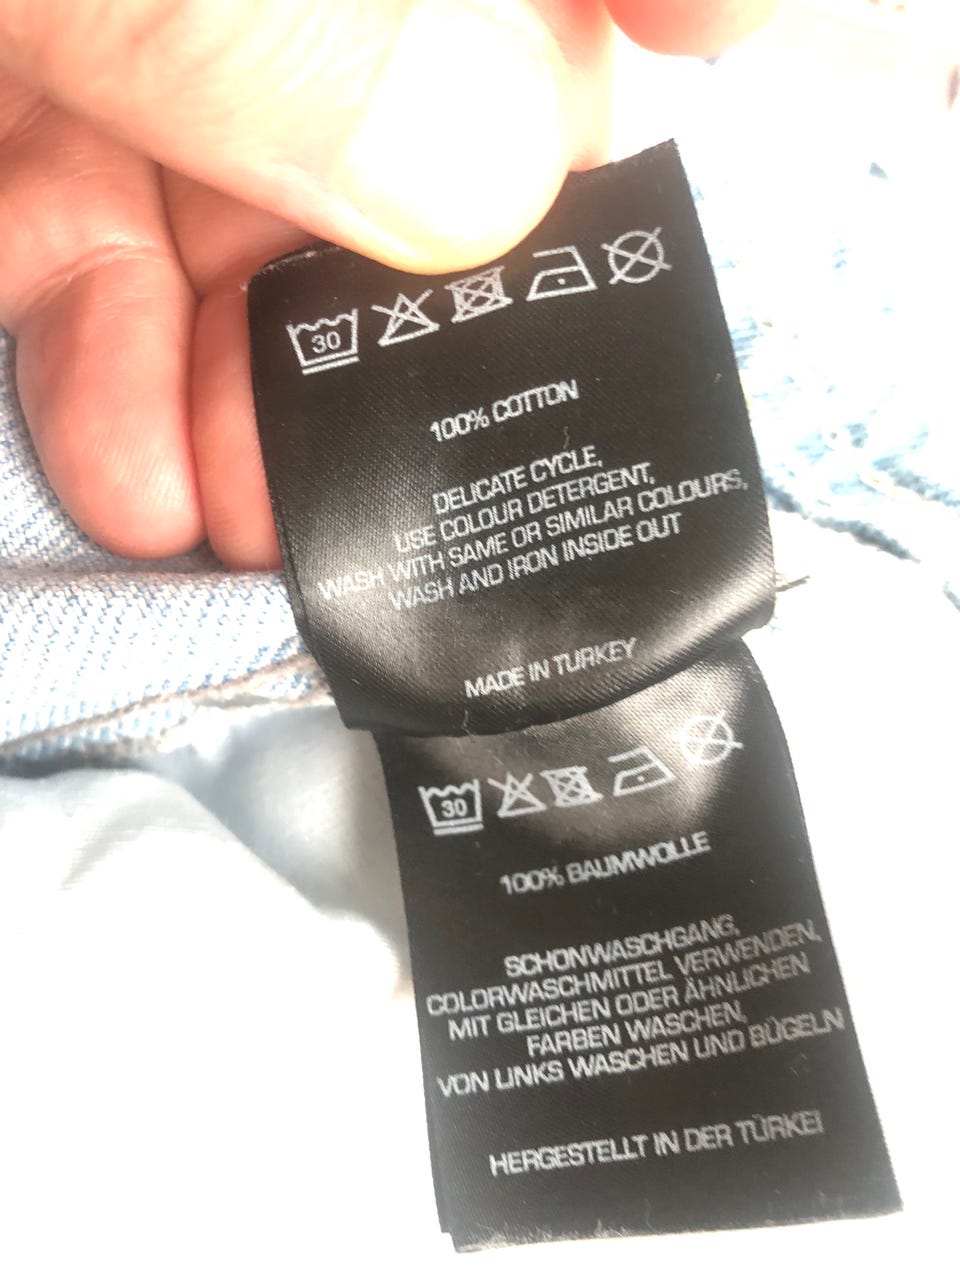 30
100% COTTON
DELICATE CYCLE,
USE COLOUR DETERGENT,
WASH WITH SAME OR SIMILAR COLOURS,
WASH AND IRON INSIDE OUT
MADE IN TURKEY
30
100% BAUMWOLLE
SCHONWASCHGANG,
COLORWASCHMITTEL VERWENDEN,
MIT GLEICHEN ODER ÄHNLICHEN
FARBEN WASCHEN,
VON LINKS WASCHEN UND BÜGELN
HERGESTELLT IN DER TÜRKEI